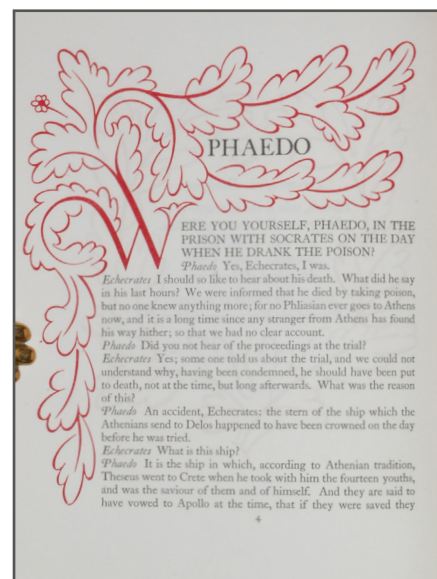 PHAEDO
WERE YOU YOURSELF, PHAEDO, IN THE
PRISON WITH SOCRATES ON THE DAY
WHEN HE DRANK THE POISON?
Phaedo Yes, Echecrates, I was.
Echecrates I should so like to hear about his death. What did he say
in his last hours? We were informed that he died by taking poison,
but no one knew anything more; for no Phliasian ever goes to Athens
now, and it is a long time since any stranger from Athens has found
his way hither; so that we had no clear account.
Phaedo Did you not hear of the proceedings at the trial?
Echecrates Yes; some one told us about the trial, and we could not
understand why, having been condemned, he should have been put
to death, not at the time, but long afterwards. What was the reason
of this?
Phaedo An accident, Echecrates: the stern of the ship which the
Athenians send to Delos happened to have been crowned on the day
before he was tried.
Echecrates What is this ship?
Phaedo It is the ship in which, according to Athenian tradition,
Theseus went to Crete when he took with him the fourteen youths,
and was the saviour of them and of himself. And they are said to
have vowed to Apollo at the time, that if they were saved they
4